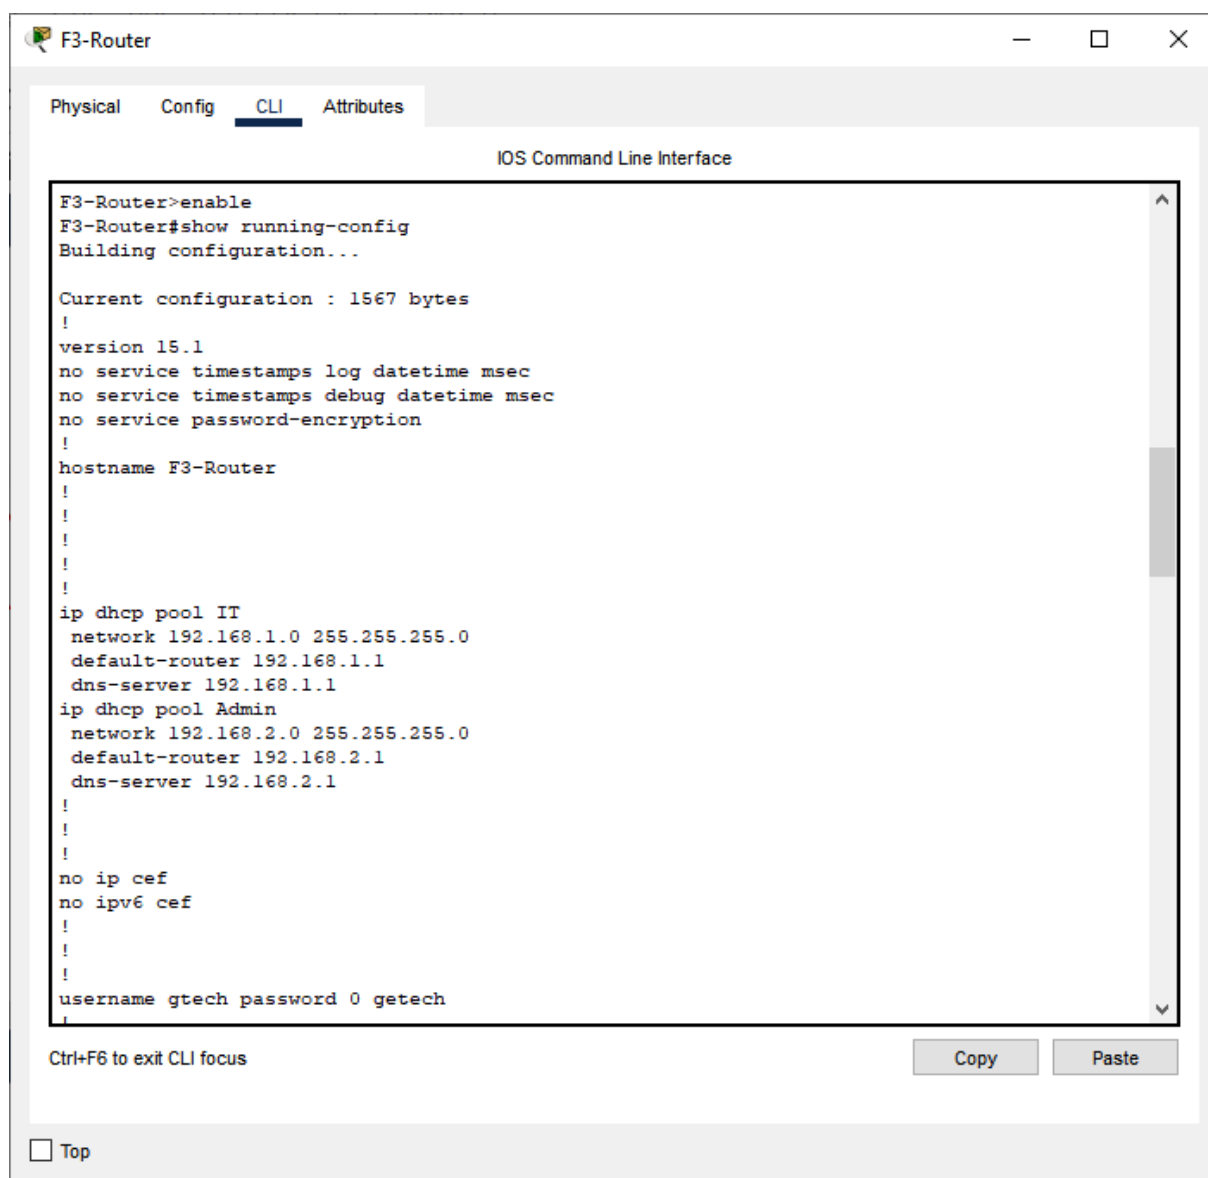 F3-Router
Physical Config CLI Attributes
IOS Command Line Interface
F3-Router>enable
F3-Router#show running-config
Building configuration...
Current configuration : 1567 bytes
!
version 15.1
no service timestamps log datetime msec
no service timestamps debug datetime msec
no service password-encryption
!
hostname F3-Router
!
!
!
!
!
ip dhcp pool IT
network 192.168.1.0 255.255.255.0
default-router 192.168.1.1
dns-server 192.168.1.1
ip dhcp pool Admin
network 192.168.2.0 255.255.255.0
default-router 192.168.2.1
dns-server 192.168.2.1
!
!
!
no ip cef
no ipv6 cef
!
!
!
username gtech password 0 getech
!
Ctrl+F6 to exit CLI focus
Copy Paste
Top